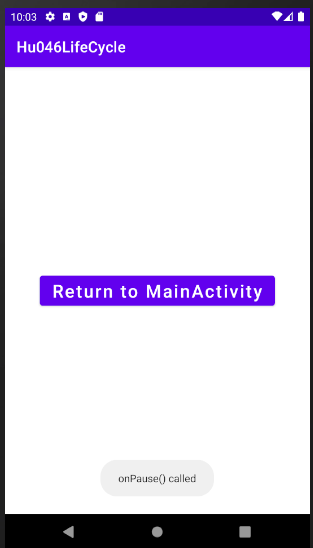 10:03
Hu046LifeCycle
Return to MainActivity
onPause() called